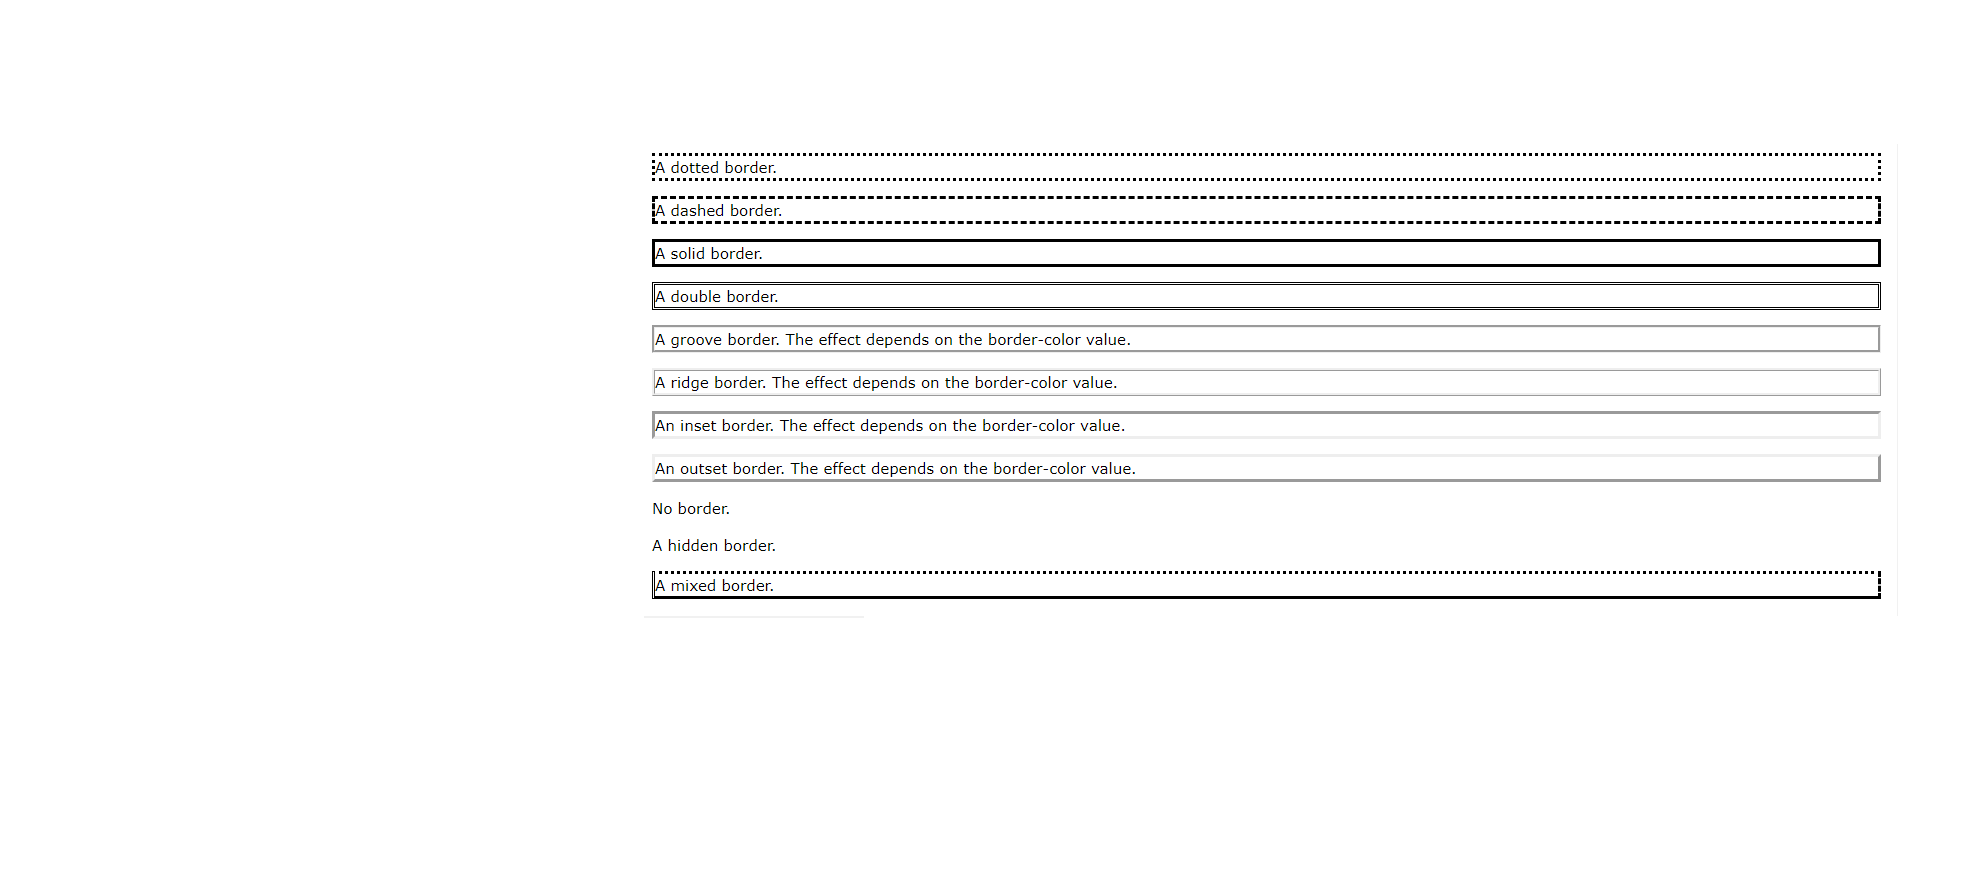 A dotted border.
A dashed border.
A solid border.
A double border.
A groove border. The effect depends on the border-color value.
A ridge border. The effect depends on the border-color value.
An inset border. The effect depends on the border-color value.
An outset border. The effect depends on the border-color value.
No border.
A hidden border.
A mixed border.